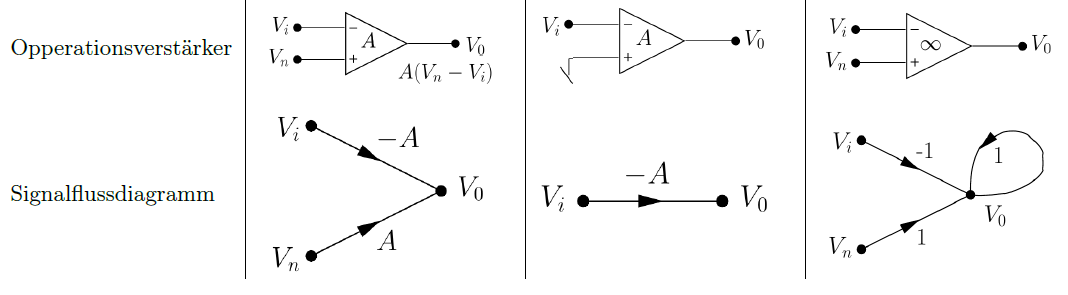 Opperationsverstärker
V_i
V_n
−
+
A
V_0
A(V_n − V_i)
V_i
−
+
A
V_0
V_i
V_n
−
+
∞
V_0
Signalflussdiagramm
V_i
−A
V_0
V_n
A
V_i
−A
V_0
V_i
-1
1
V_0
V_n
1